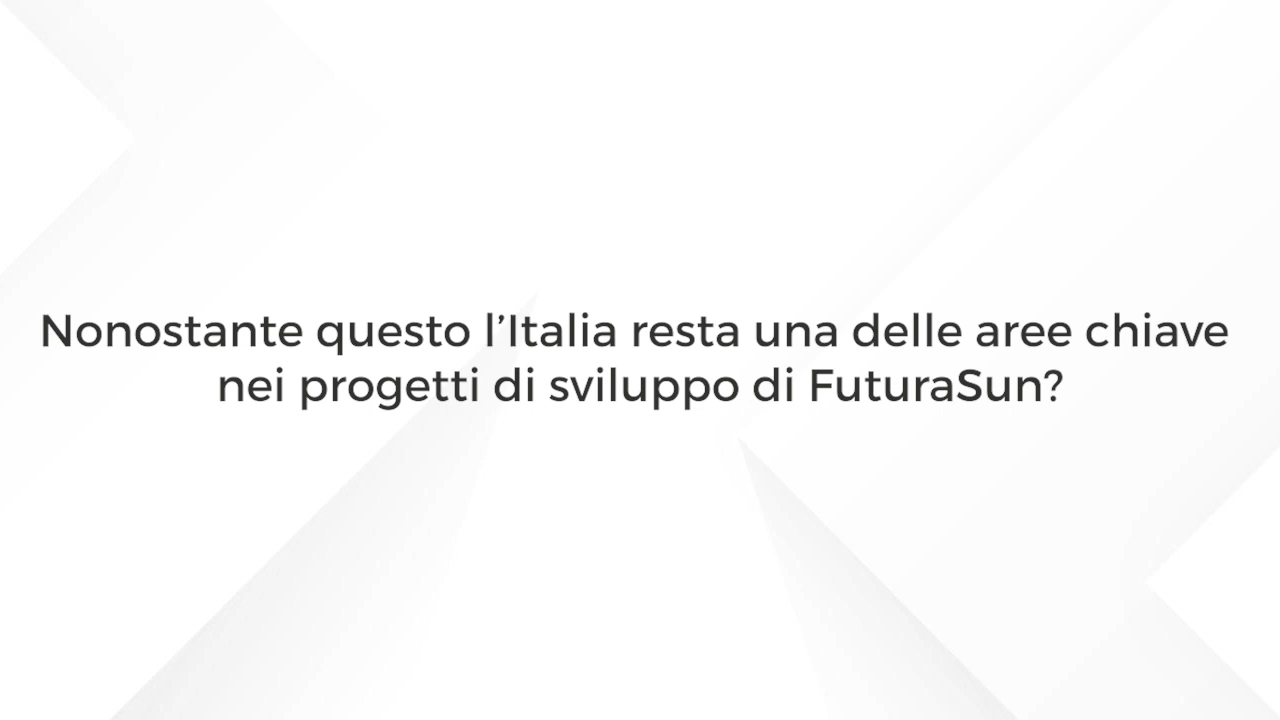 Nonostante questo l’Italia resta una delle aree chiave
nei progetti di sviluppo di FuturaSun?